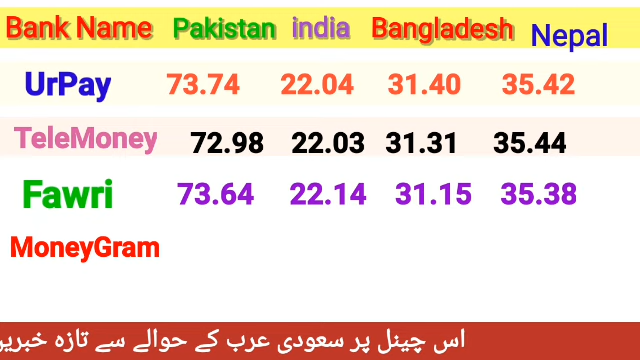 Bank Name Pakistan india Bangladesh Nepal
UrPay 73.74 22.04 31.40 35.42
TeleMoney 72.98 22.03 31.31 35.44
Fawri 73.64 22.14 31.15 35.38
MoneyGram
اس چینل پر سعودی عرب کے حوالے سے تازہ خبریں